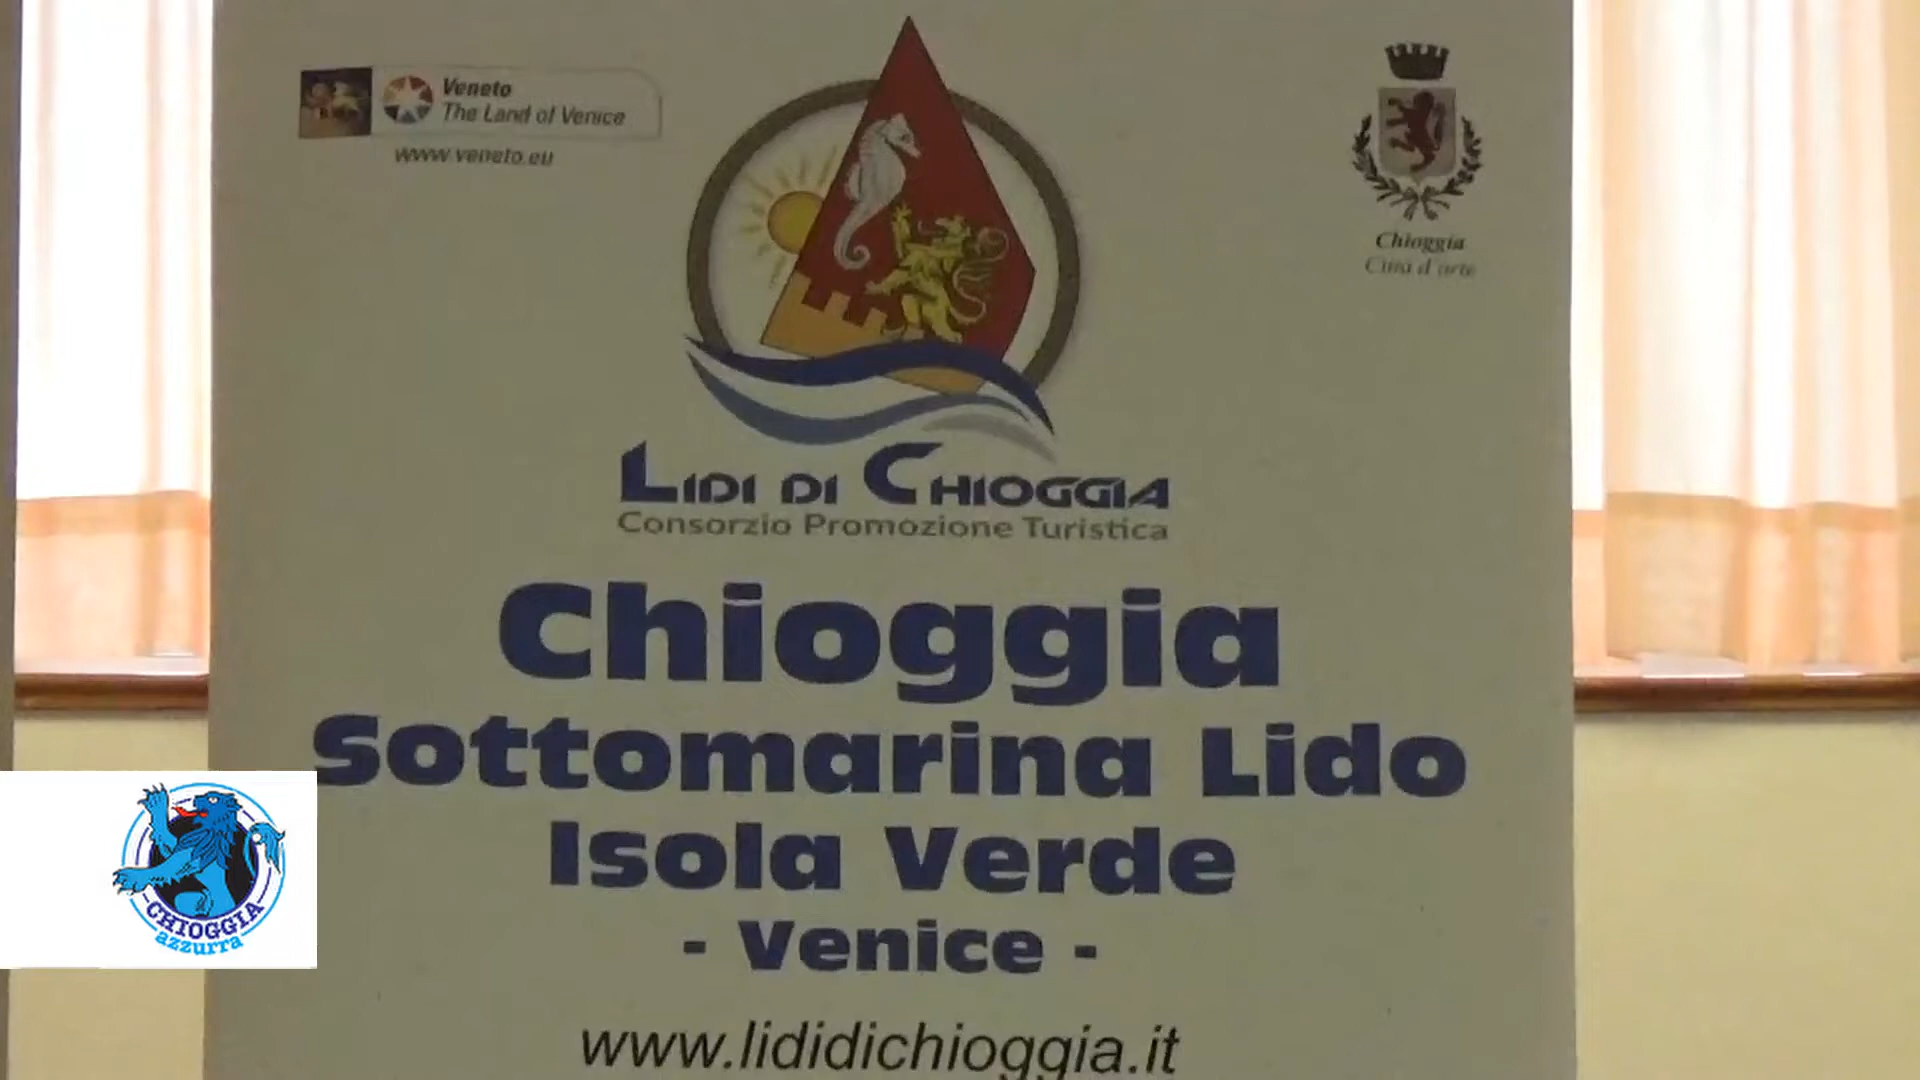 Veneto
The Land of Venice
www.veneto.eu
Chioggia
Città d'arte
LIDI DI CHIOGGIA
Consorzio Promozione Turistica
Chioggia
Sottomarina Lido
Isola Verde
- Venice -
www.lididichioggia.it
CHIOGGIA
azzurra